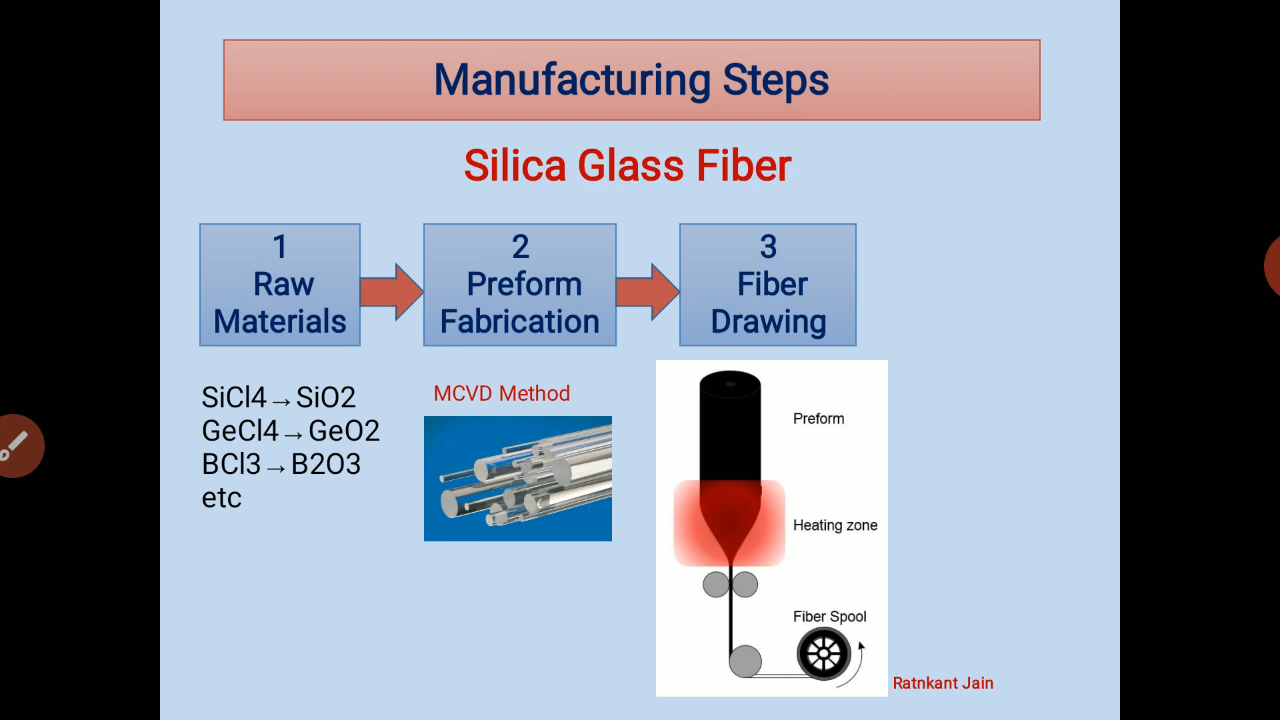 Manufacturing Steps
Silica Glass Fiber
1
Raw
Materials
2
Preform
Fabrication
3
Fiber
Drawing
SiCl4→SiO2
GeCl4→GeO2
BCl3→B2O3
etc
MCVD Method
Preform
Heating zone
Fiber Spool
Ratnkant Jain